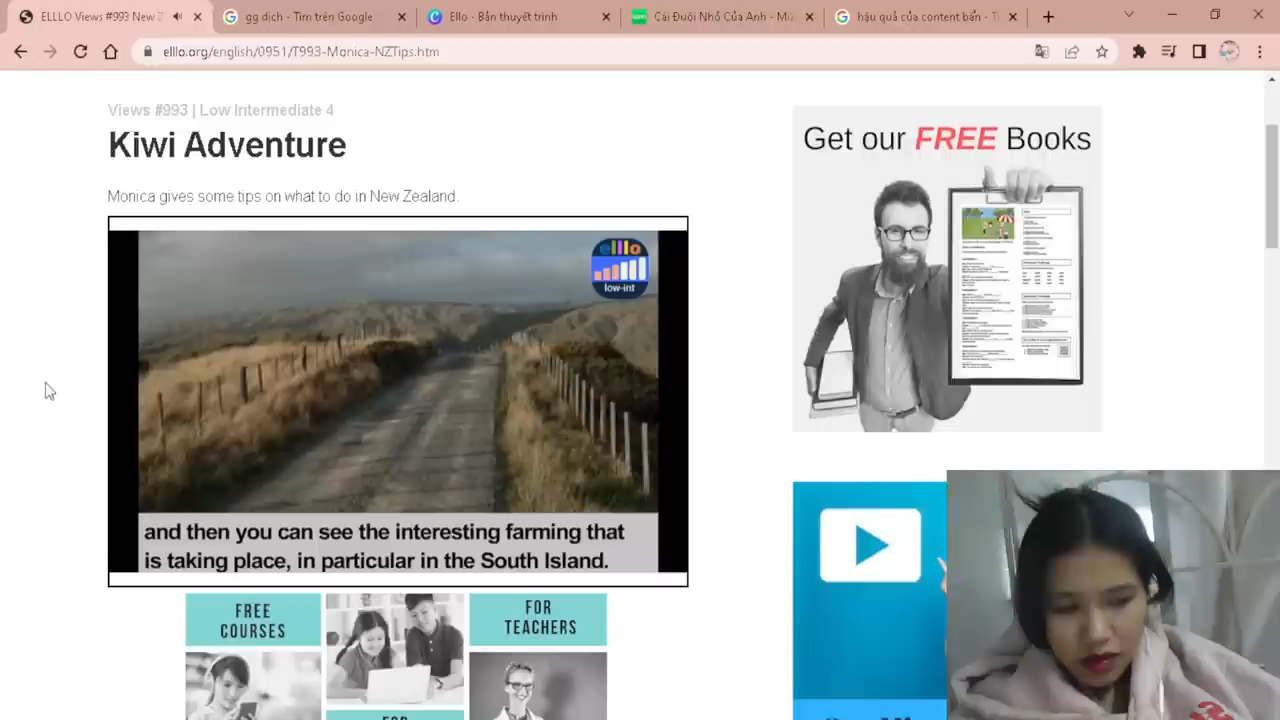 ELLLO Views #993 New Z
gg dịch - Tìm trên Google
Ello - Bản thuyết trình
Cái Đuôi Nhỏ Của Anh - Mù
hậu quả của content bẩn - Tì
elllo.org/english/0951/T993-Monica-NZTips.htm
Views #993 | Low Intermediate 4
Kiwi Adventure
Monica gives some tips on what to do in New Zealand.
Get our FREE Books
elllo
low-int
and then you can see the interesting farming that
is taking place, in particular in the South Island.
FREE
COURSES
FOR
TEACHERS
FOR